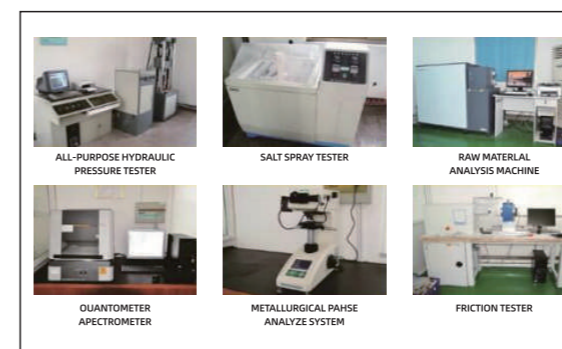 ALL-PURPOSE HYDRAULIC
PRESSURE TESTER
SALT SPRAY TESTER
RAW MATERLAL
ANALYSIS MACHINE
OUANTOMETER
APECTROMETER
METALLURGICAL PAHSE
ANALYZE SYSTEM
FRICTION TESTER